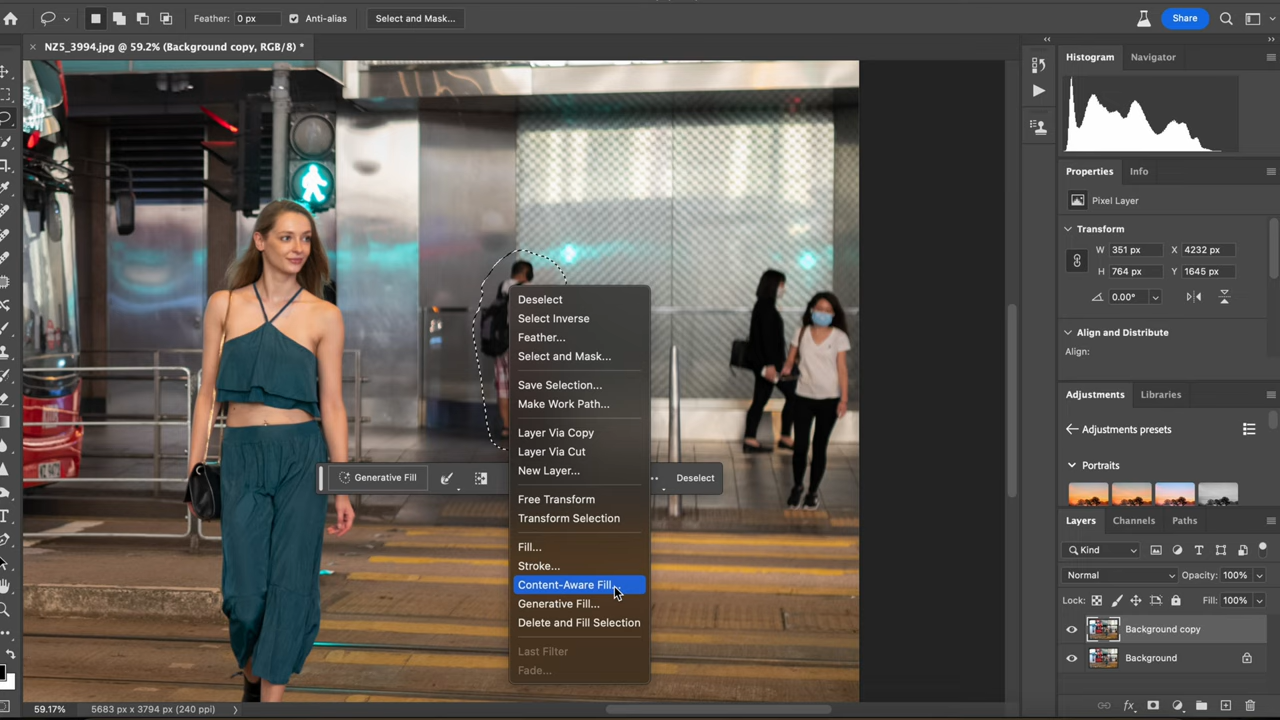 Feather: 0 px Anti-alias Select and Mask... Share
× NZ5_3994.jpg @ 59.2% (Background copy, RGB/8) *
Histogram Navigator
Properties Info
Pixel Layer
Transform
W 351 px X 4232 px
H 764 px Y 1645 px
0.00°
Align and Distribute
Align:
Adjustments Libraries
Adjustments presets
Portraits
Layers Channels Paths
Kind
Normal Opacity: 100%
Lock: Fill: 100%
Background copy
Background
Deselect
Select Inverse
Feather...
Select and Mask...
Save Selection...
Make Work Path...
Layer Via Copy
Layer Via Cut
New Layer...
Free Transform
Transform Selection
Fill...
Stroke...
Content-Aware Fill...
Generative Fill...
Delete and Fill Selection
Last Filter
Fade...
Generative Fill Deselect
59.17% 5683 px x 3794 px (240 ppi)